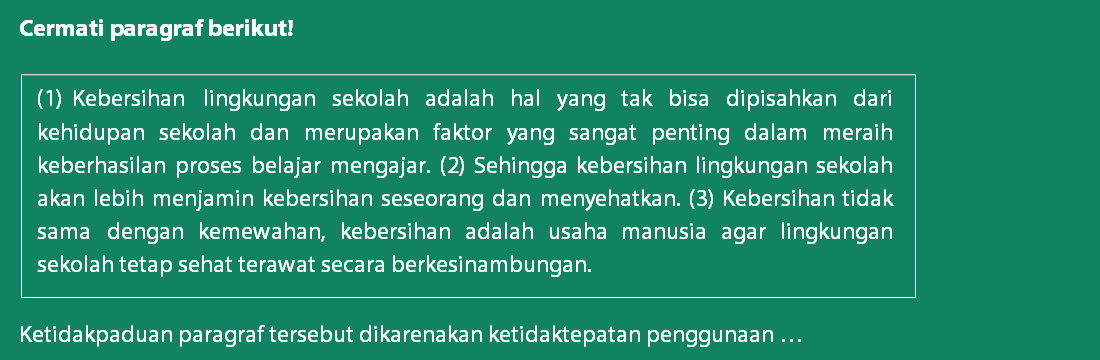 Cermati paragraf berikut!
(1) Kebersihan lingkungan sekolah adalah hal yang tak bisa dipisahkan dari
kehidupan sekolah dan merupakan faktor yang sangat penting dalam meraih
keberhasilan proses belajar mengajar. (2) Sehingga kebersihan lingkungan sekolah
akan lebih menjamin kebersihan seseorang dan menyehatkan. (3) Kebersihan tidak
sama dengan kemewahan, kebersihan adalah usaha manusia agar lingkungan
sekolah tetap sehat terawat secara berkesinambungan.
Ketidakpaduan paragraf tersebut dikarenakan ketidaktepatan penggunaan ...